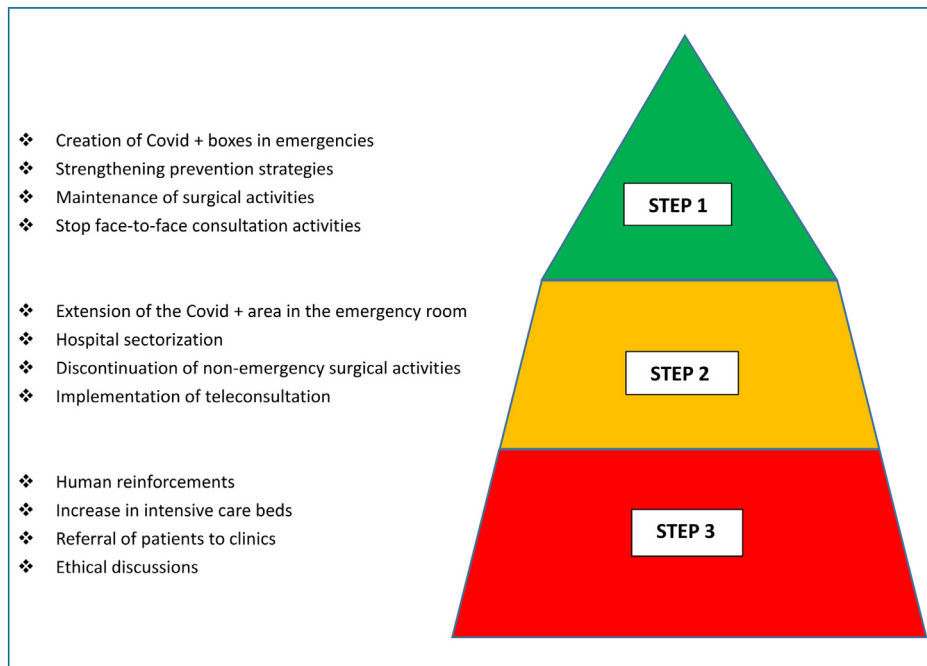 ❖ Creation of Covid + boxes in emergencies
❖ Strengthening prevention strategies
❖ Maintenance of surgical activities
❖ Stop face-to-face consultation activities
STEP 1
❖ Extension of the Covid + area in the emergency room
❖ Hospital sectorization
❖ Discontinuation of non-emergency surgical activities
❖ Implementation of teleconsultation
STEP 2
❖ Human reinforcements
❖ Increase in intensive care beds
❖ Referral of patients to clinics
❖ Ethical discussions
STEP 3